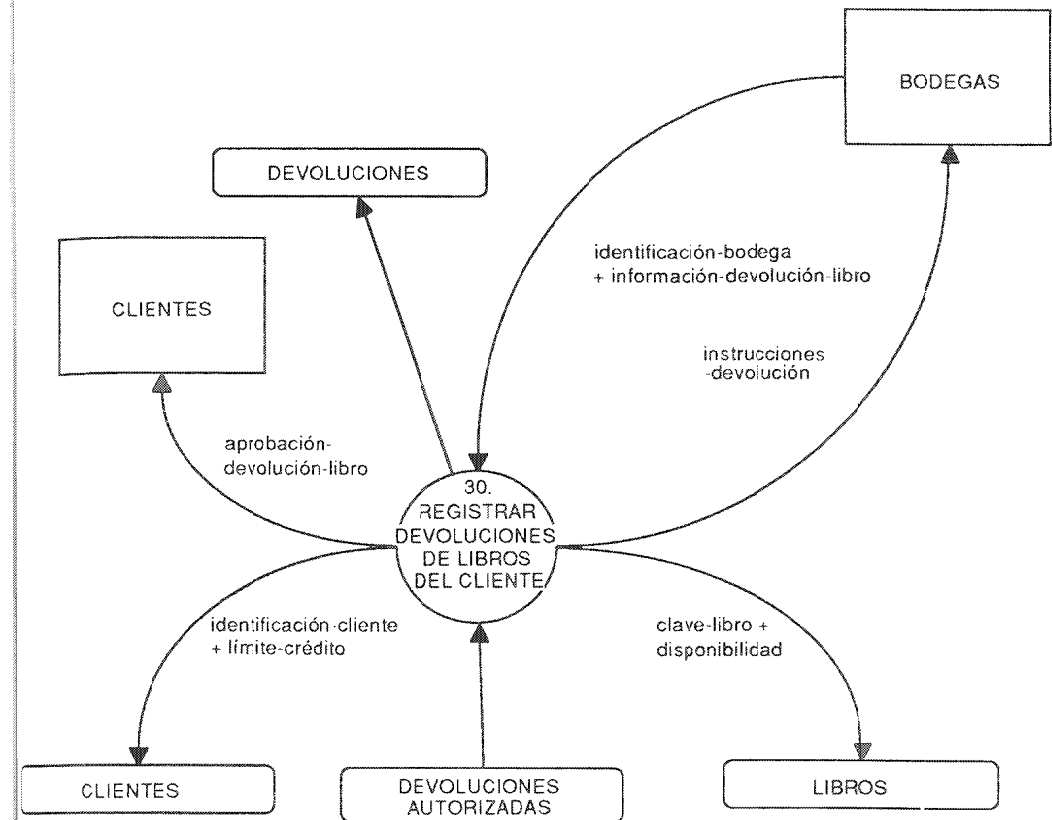 BODEGAS
DEVOLUCIONES
identificación-bodega
+ información-devolución-libro
CLIENTES
instrucciones
-devolución
aprobación-
devolución-libro
30.
REGISTRAR
DEVOLUCIONES
DE LIBROS
DEL CLIENTE
identificación-cliente
+ límite-crédito
clave-libro +
disponibilidad
CLIENTES
DEVOLUCIONES
AUTORIZADAS
LIBROS